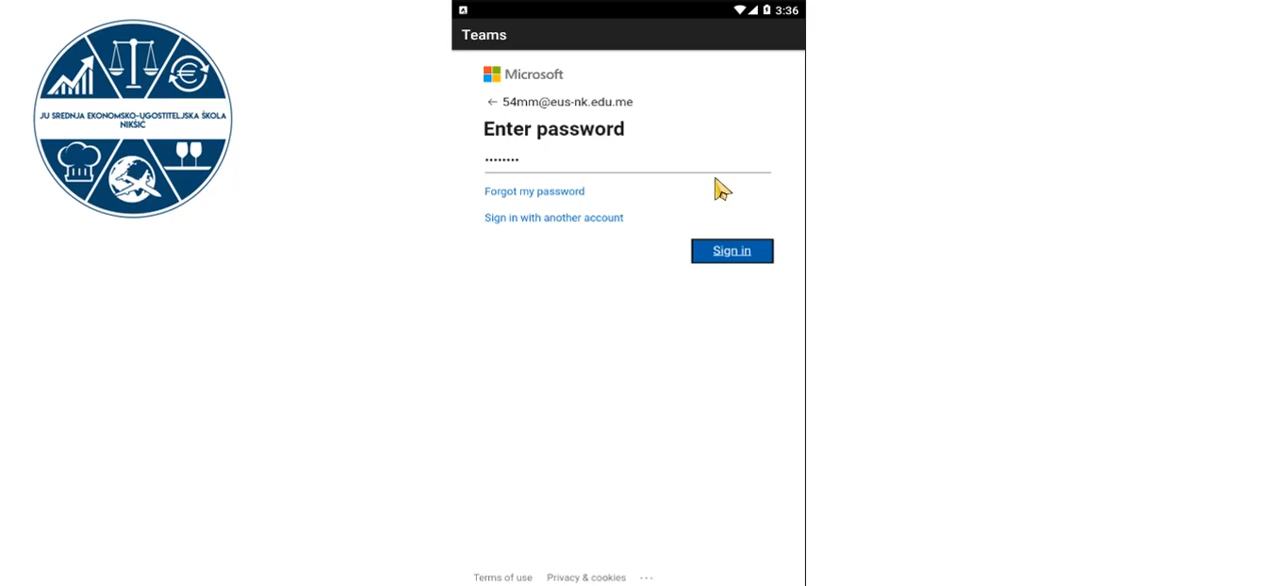 JU SREDNJA EKONOMSKO-UGOSTITELJSKA ŠKOLA
NIKŠIĆ
3:36
Teams
Microsoft
← 54mm@eus-nk.edu.me
Enter password
••••••••
Forgot my password
Sign in with another account
Sign in
Terms of use Privacy & cookies ...